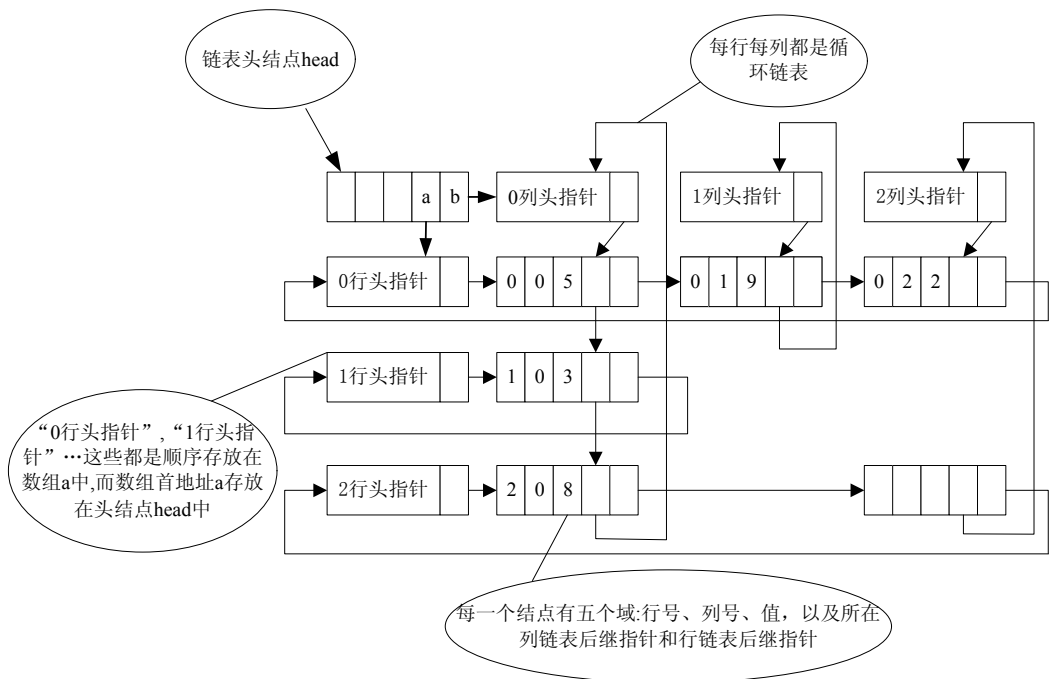 链表头结点head
每行每列都是循
环链表
a b
0列头指针
1列头指针
2列头指针
0行头指针
0 0 5
0 1 9
0 2 2
1行头指针
1 0 3
“0行头指针”,“1行头指
针”…这些都是顺序存放在
数组a中,而数组首地址a存放
在头结点head中
2行头指针
2 0 8
每一个结点有五个域:行号、列号、值，以及所在
列链表后继指针和行链表后继指针